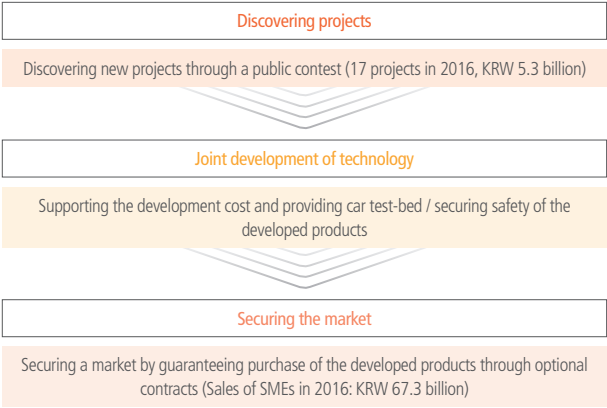 Discovering projects
Discovering new projects through a public contest (17 projects in 2016, KRW 5.3 billion)
Joint development of technology
Supporting the development cost and providing car test-bed / securing safety of the
developed products
Securing the market
Securing a market by guaranteeing purchase of the developed products through optional
contracts (Sales of SMEs in 2016: KRW 67.3 billion)